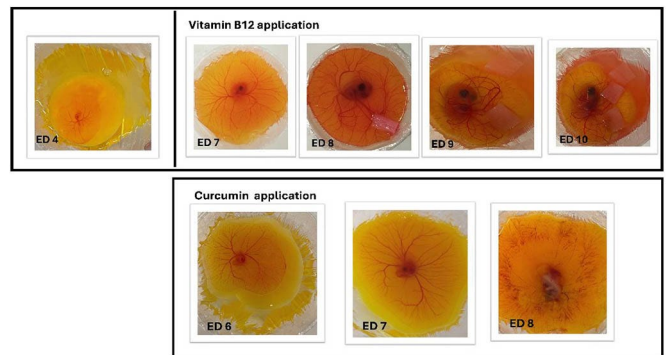 Vitamin B12 application
ED 4
ED 7
ED 8
ED 9
ED 10
Curcumin application
ED 6
ED 7
ED 8